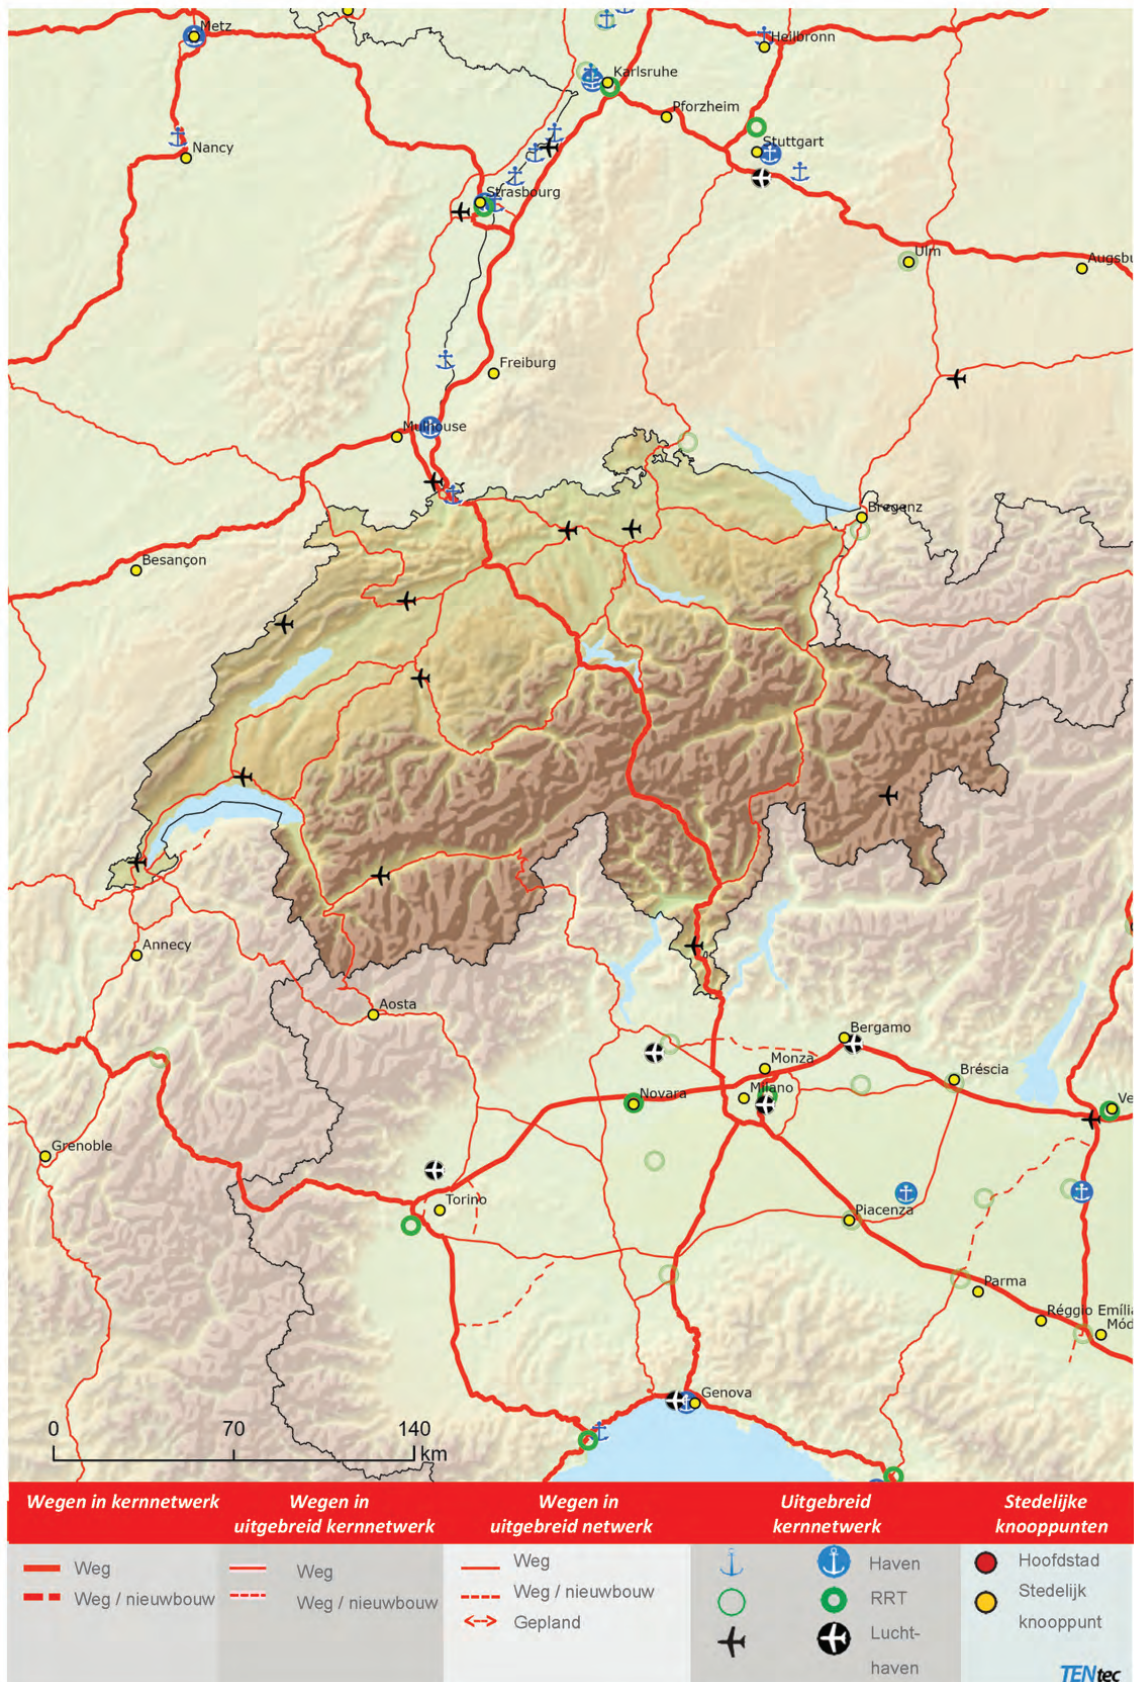 Metz
Heilbronn
Karlsruhe
Pforzheim
Nancy
Stuttgart
Strasbourg
Ulm
Augsbu
Freiburg
Mulhouse
Bregenz
Besançon
Annecy
Aosta
Bergamo
Monza
Bréscia
Milano
Novara
Ve
Grenoble
Torino
Piacenza
Parma
Réggio Emília
Mód
Genova
0 70 140
km
Wegen in kernnetwerk
Wegen in
uitgebreid kernnetwerk
Wegen in
uitgebreid netwerk
Uitgebreid
kernnetwerk
Stedelijke
knooppunten
Weg
Weg / nieuwbouw
Weg
Weg / nieuwbouw
Weg
Weg / nieuwbouw
Gepland
Haven
RRT
Lucht-
haven
Hoofdstad
Stedelijk
knooppunt
TENtec